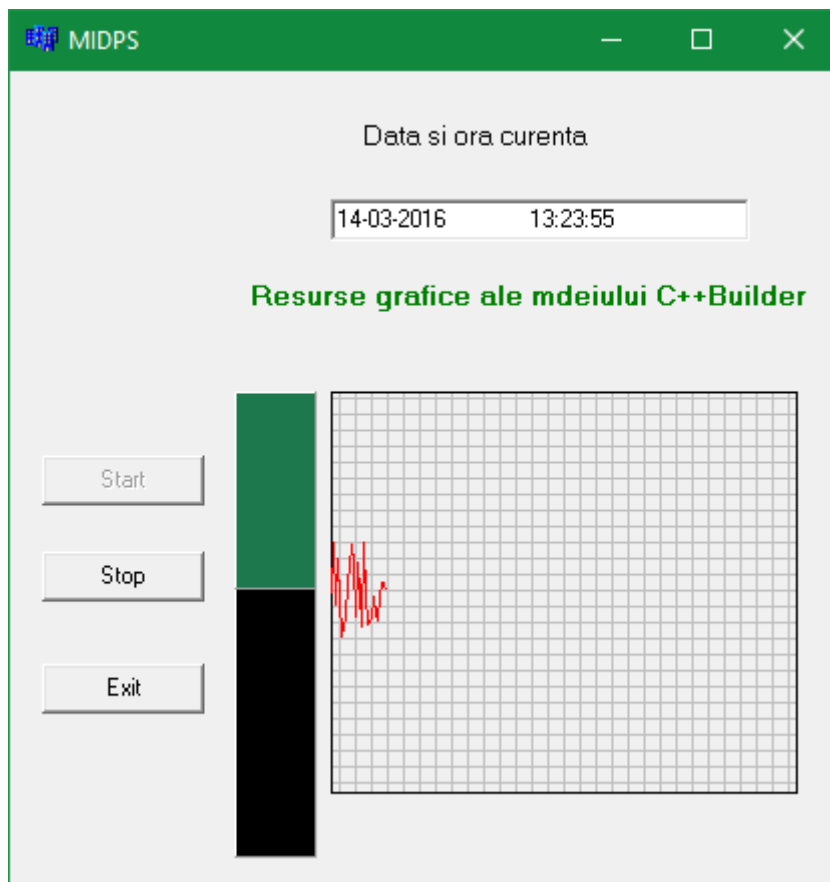 MIDPS
Data si ora curenta
14-03-2016 13:23:55
Resurse grafice ale mdeiului C++Builder
Start
Stop
Exit